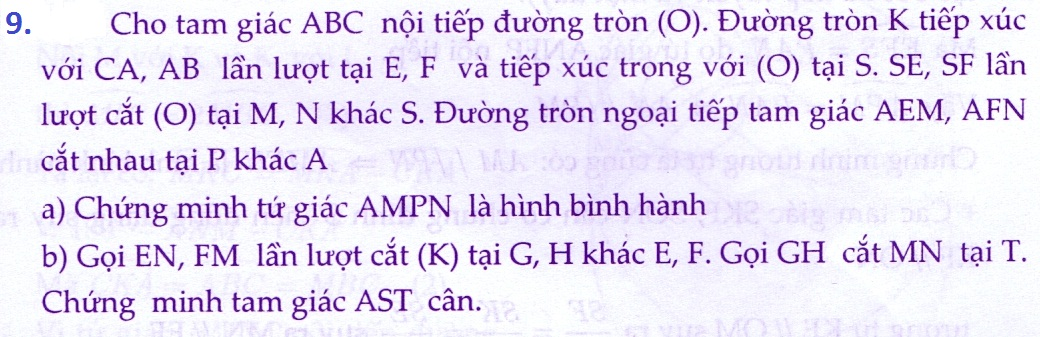 9. Cho tam giác ABC nội tiếp đường tròn (O). Đường tròn K tiếp xúc
với CA, AB lần lượt tại E, F và tiếp xúc trong với (O) tại S. SE, SF lần
lượt cắt (O) tại M, N khác S. Đường tròn ngoại tiếp tam giác AEM, AFN
cắt nhau tại P khác A
a) Chứng minh tứ giác AMPN là hình bình hành
b) Gọi EN, FM lần lượt cắt (K) tại G, H khác E, F. Gọi GH cắt MN tại T.
Chứng minh tam giác AST cân.